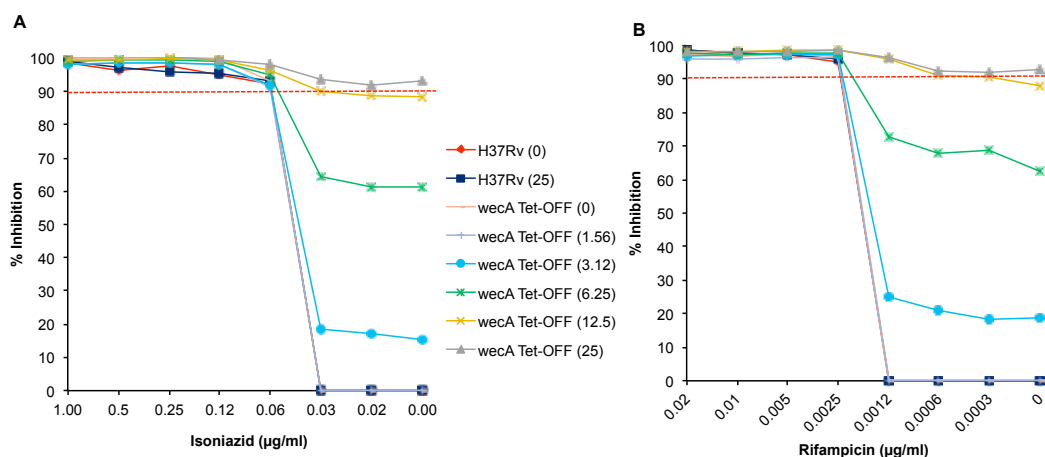 A
% Inhibition
100
90
80
70
60
50
40
30
20
10
0
1.00 0.5 0.25 0.12 0.06 0.03 0.02 0.00
Isoniazid (µg/ml)
H37Rv (0)
H37Rv (25)
wecA Tet-OFF (0)
wecA Tet-OFF (1.56)
wecA Tet-OFF (3.12)
wecA Tet-OFF (6.25)
wecA Tet-OFF (12.5)
wecA Tet-OFF (25)
B
% Inhibition
100
90
80
70
60
50
40
30
20
10
0
0.02 0.01 0.005 0.0025 0.0012 0.0006 0.0003 0
Rifampicin (µg/ml)